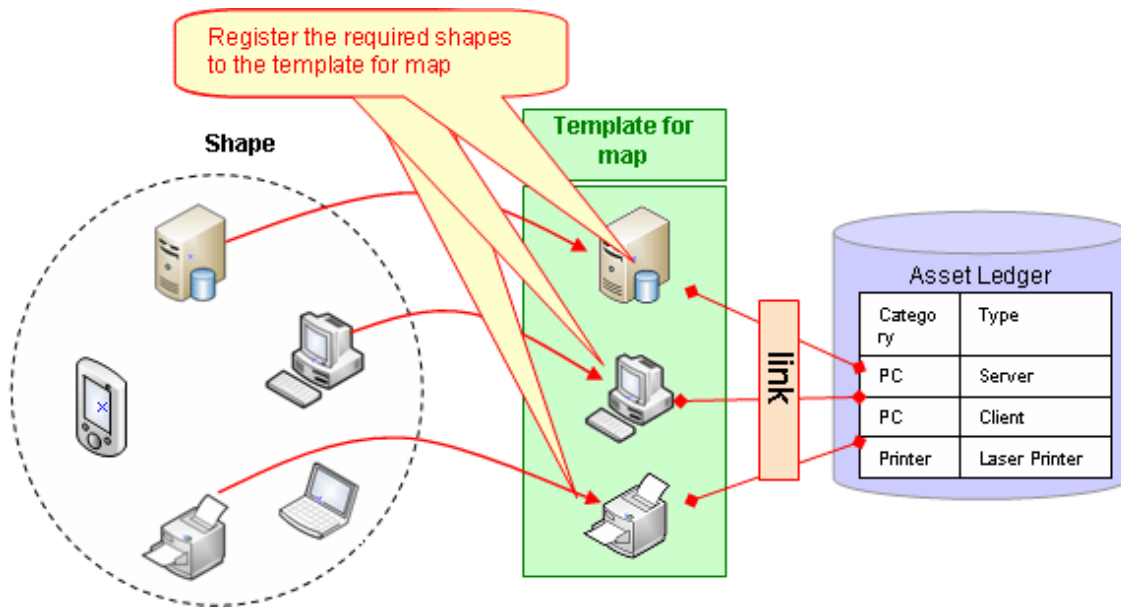 Register the required shapes
to the template for map
Shape
Template for
map
link
Asset Ledger
Catego
ry
Type
PC
Server
PC
Client
Printer
Laser Printer